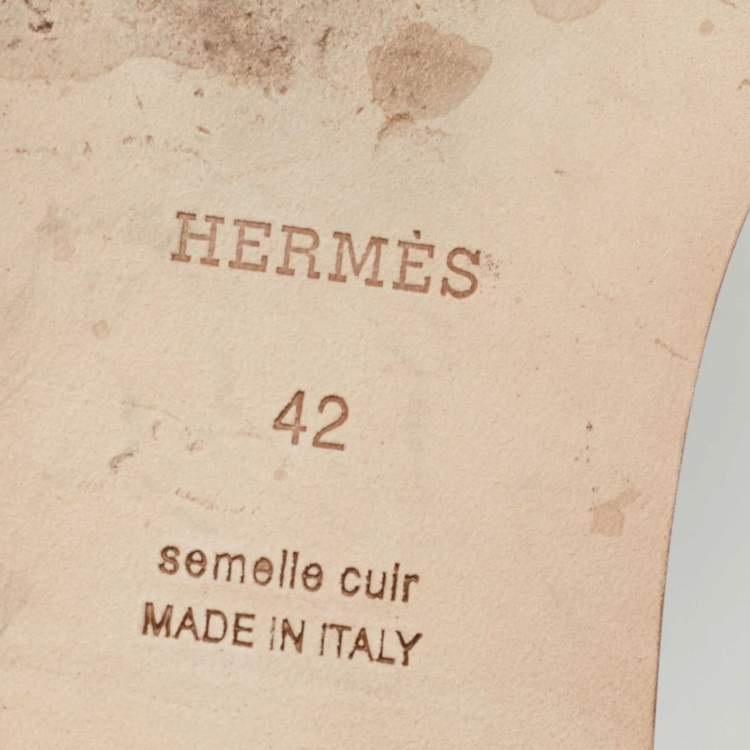 HERMÈS
42
semelle cuir
MADE IN ITALY